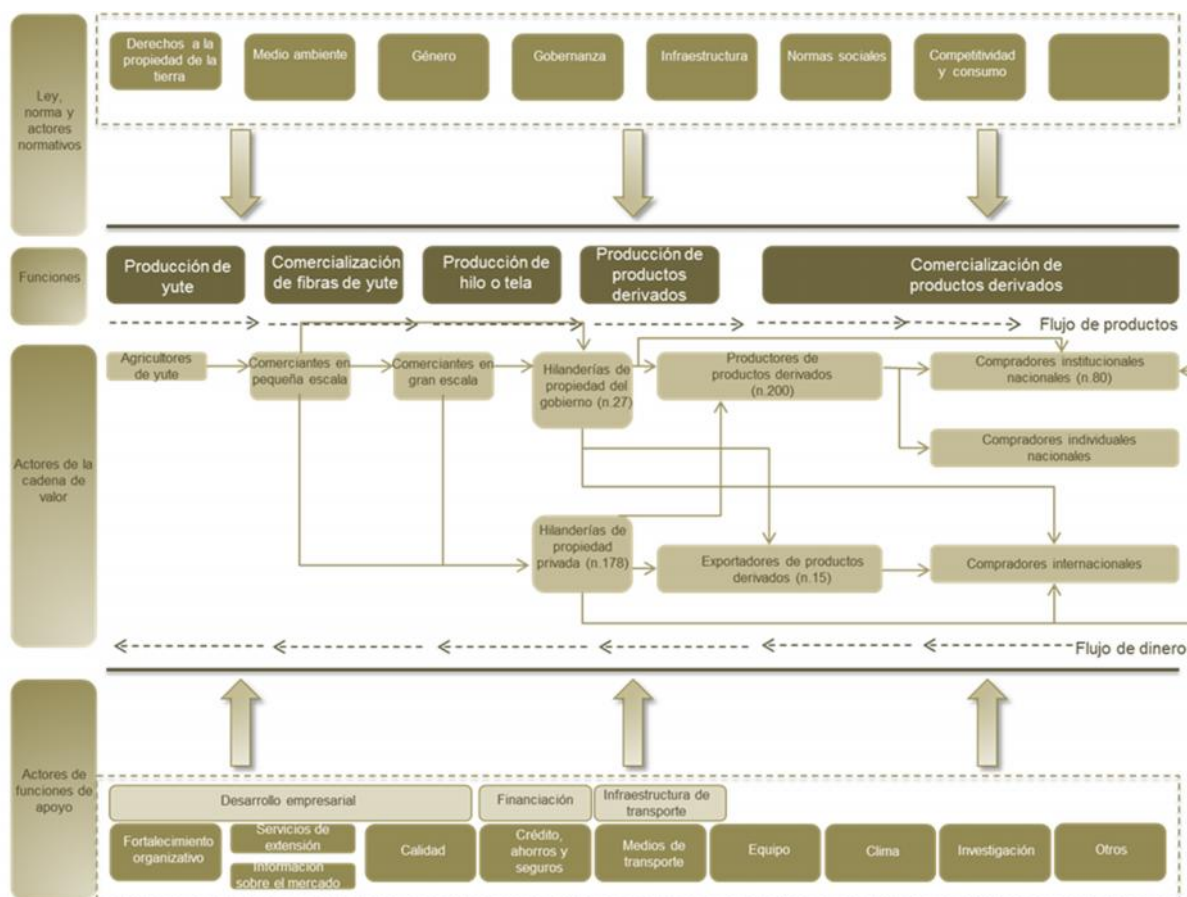 Ley,
norma y
actores
normativos
Derechos a la
propiedad de la
tierra
Medio ambiente
Género
Gobernanza
Infraestructura
Normas sociales
Competitividad
y consumo
Funciones
Producción de
yute
Comercialización
de fibras de yute
Producción de
hilo o tela
Producción de
productos
derivados
Comercialización de
productos derivados
Flujo de productos
Actores de la
cadena de
valor
Agricultores
de yute
Comerciantes en
pequeña escala
Comerciantes en
gran escala
Hilanderías de
propiedad del
gobierno (n.27)
Productores de
productos derivados
(n.200)
Compradores institucionales
nacionales (n.80)
Compradores individuales
nacionales
Hilanderías de
propiedad
privada (n.178)
Exportadores de productos
derivados (n.15)
Compradores internacionales
Flujo de dinero
Actores de
funciones de
apoyo
Desarrollo empresarial
Financiación
Infraestructura de
transporte
Fortalecimiento
organizativo
Servicios de
extensión
Información
sobre el mercado
Calidad
Crédito,
ahorros y
seguros
Medios de
transporte
Equipo
Clima
Investigación
Otros